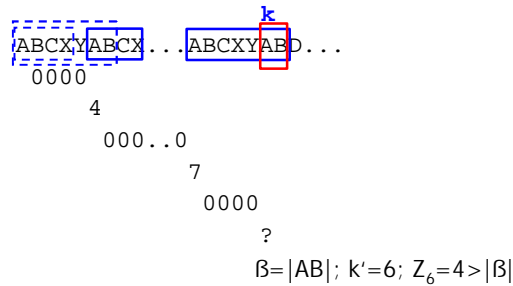 k
ABCXYABCX...ABCXYABD...
0000
4
000..0
7
0000
?
ß=|AB|; k‘=6; Z₆=4>|ß|